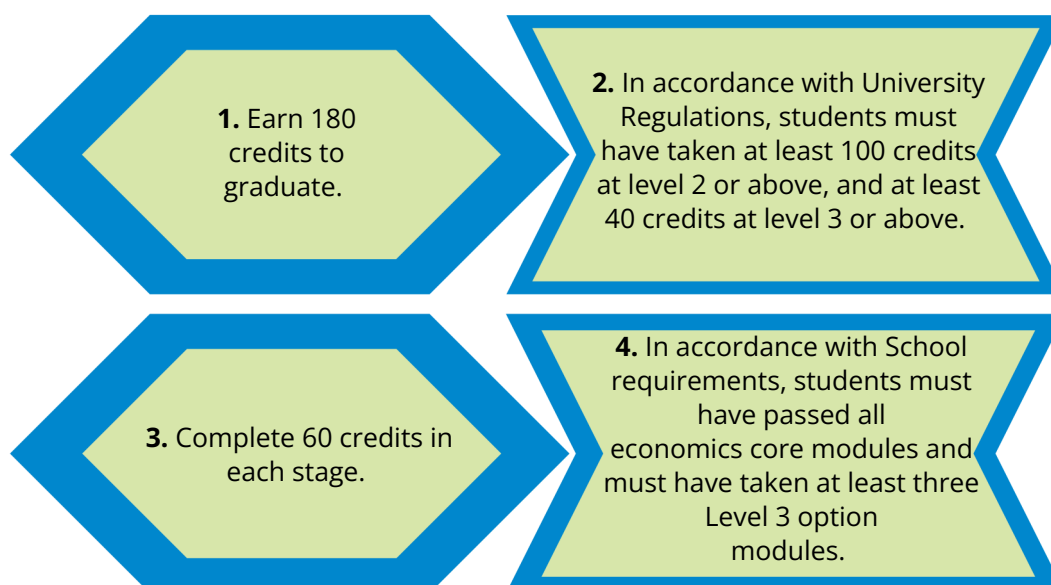 1. Earn 180
credits to
graduate.
2. In accordance with University
Regulations, students must
have taken at least 100 credits
at level 2 or above, and at least
40 credits at level 3 or above.
3. Complete 60 credits in
each stage.
4. In accordance with School
requirements, students must
have passed all
economics core modules and
must have taken at least three
Level 3 option
modules.